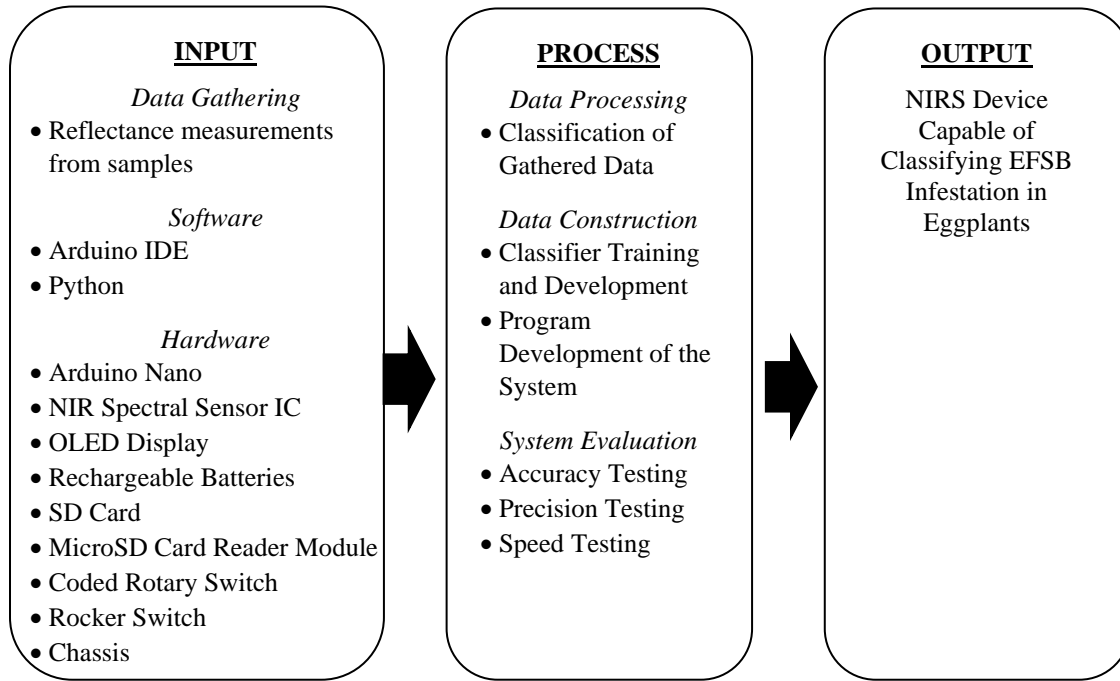 INPUT
Data Gathering
• Reflectance measurements
from samples
Software
• Arduino IDE
• Python
Hardware
• Arduino Nano
• NIR Spectral Sensor IC
• OLED Display
• Rechargeable Batteries
• SD Card
• MicroSD Card Reader Module
• Coded Rotary Switch
• Rocker Switch
• Chassis
PROCESS
Data Processing
• Classification of
Gathered Data
Data Construction
• Classifier Training
and Development
• Program
Development of the
System
System Evaluation
• Accuracy Testing
• Precision Testing
• Speed Testing
OUTPUT
NIRS Device
Capable of
Classifying EFSB
Infestation in
Eggplants